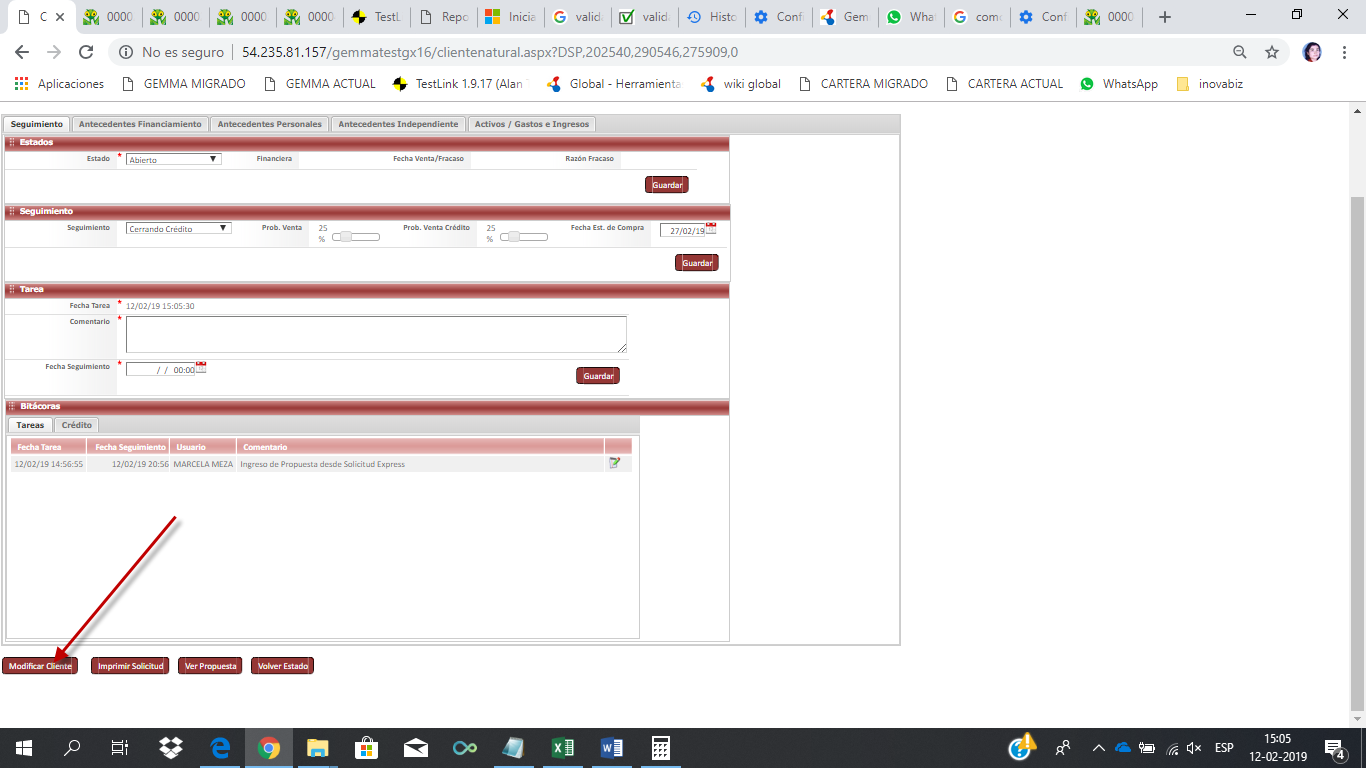 C
0000
0000
0000
0000
TestL
Repo
Inicia
valida
valida
Histo
Confi
Gem
What
como
Conf
0000
No es seguro
54.235.81.157/gemmatestgx16/clientenatural.aspx?DSP,202540,290546,275909,0
Aplicaciones
GEMMA MIGRADO
GEMMA ACTUAL
TestLink 1.9.17 (Alan
Global - Herramienta
wiki global
CARTERA MIGRADO
CARTERA ACTUAL
WhatsApp
inovabiz
Seguimiento
Antecedentes Financiamiento
Antecedentes Personales
Antecedentes Independiente
Activos / Gastos e Ingresos
Estados
Estado * Abierto Financiera Fecha Venta/Fracaso Razón Fracaso
Guardar
Seguimiento
Seguimiento Cerrando Crédito Prob. Venta 25 % Prob. Venta Crédito 25 % Fecha Est. de Compra 27/02/19
Guardar
Tarea
Fecha Tarea * 12/02/19 15:05:30
Comentario *
Fecha Seguimiento * / / 00:00
Guardar
Bitácoras
Tareas Crédito
Fecha Tarea Fecha Seguimiento Usuario Comentario
12/02/19 14:56:55 12/02/19 20:56 MARCELA MEZA Ingreso de Propuesta desde Solicitud Express
Modificar Cliente
Imprimir Solicitud
Ver Propuesta
Volver Estado
ESP
15:05
12-02-2019
4